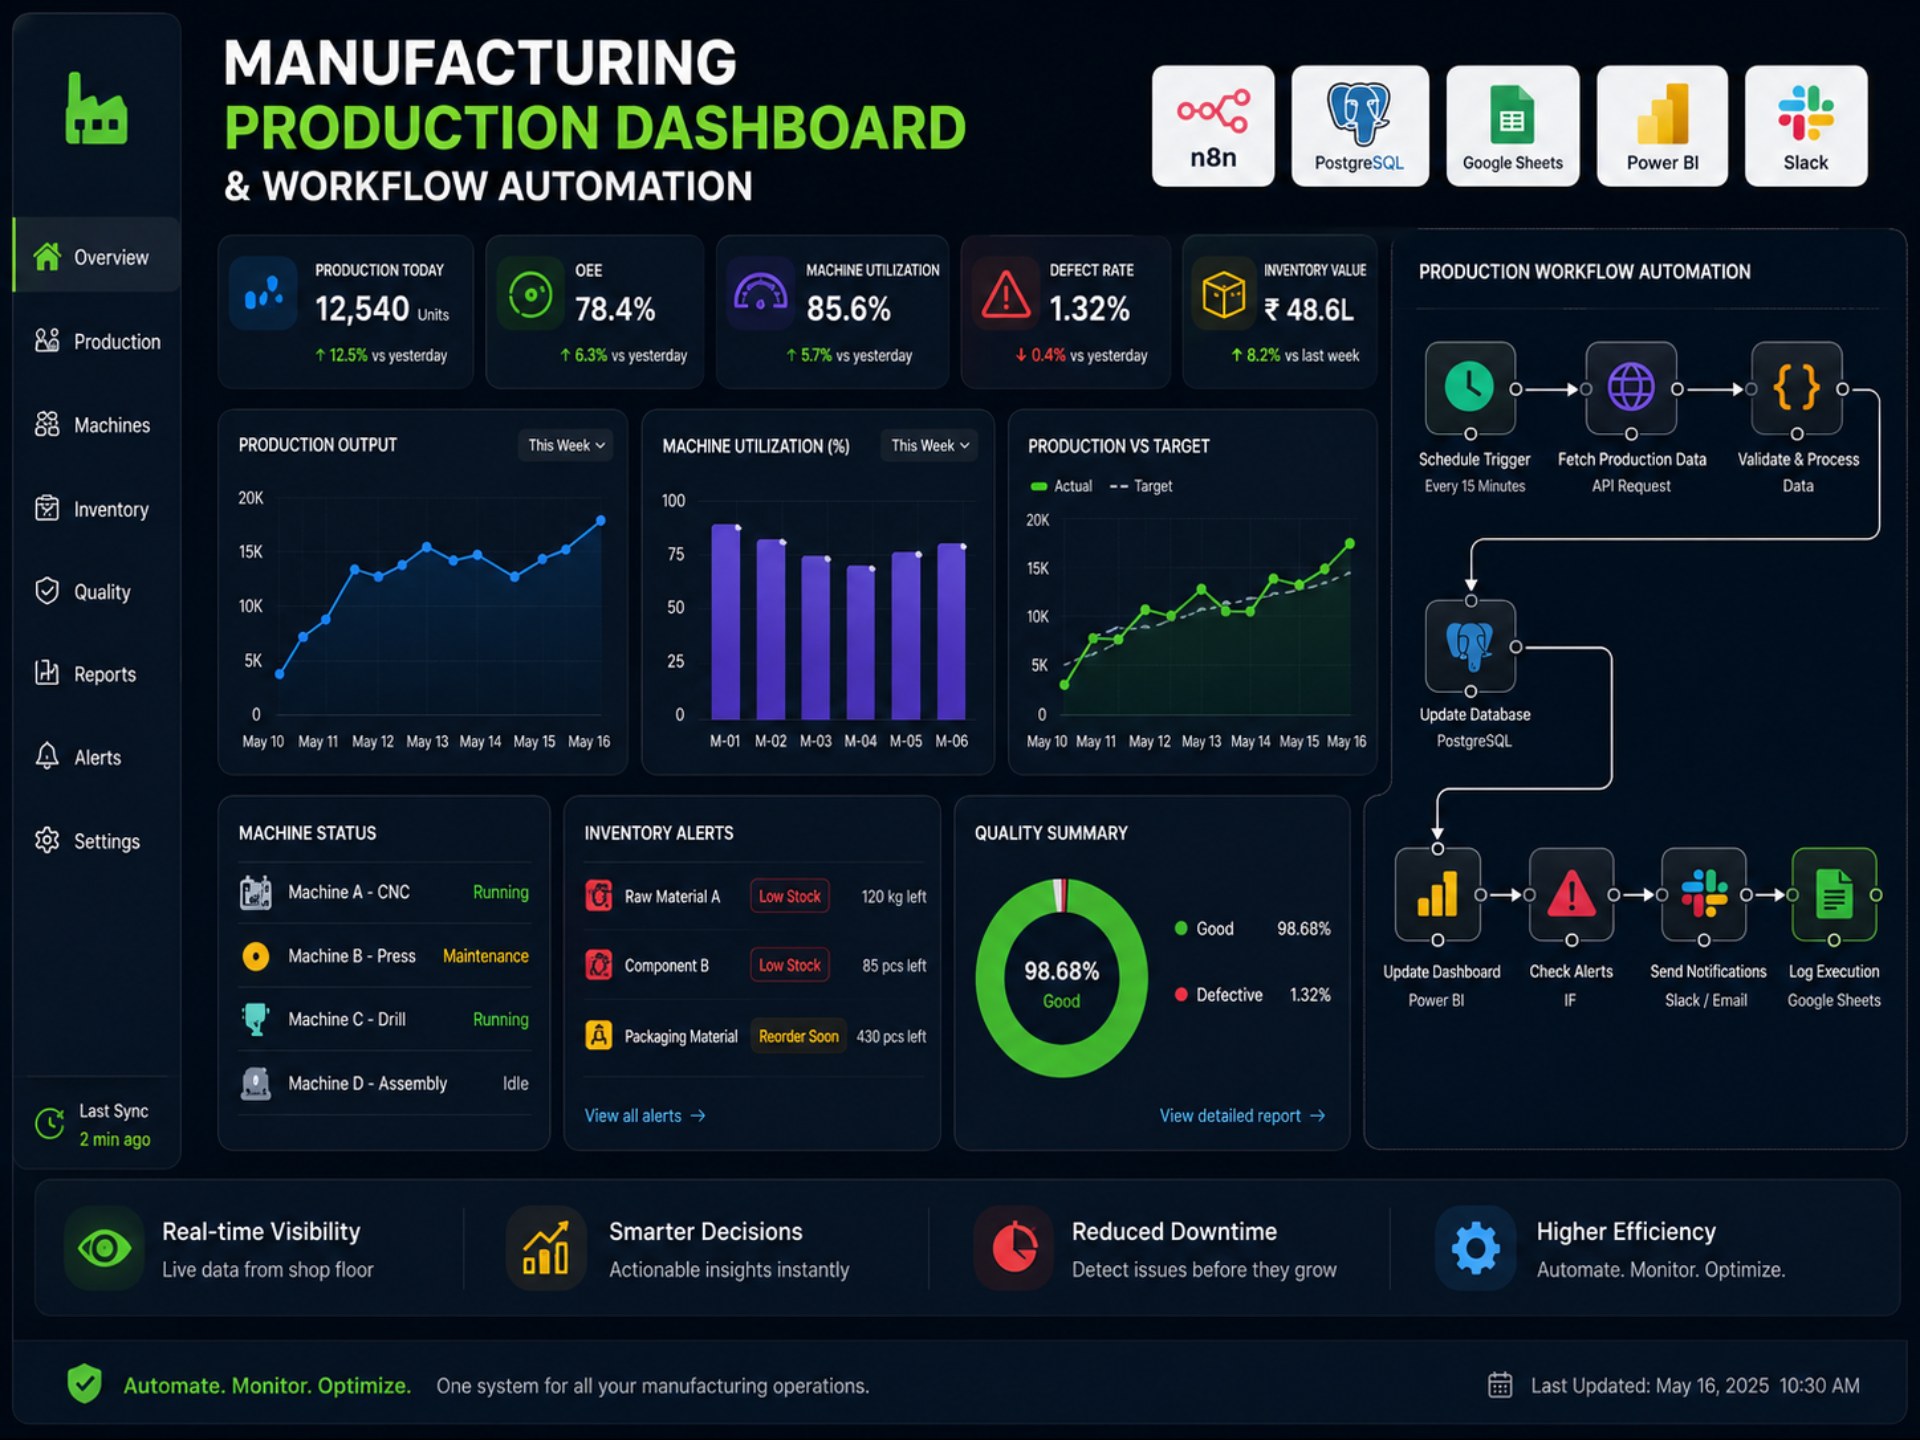 MANUFACTURING
PRODUCTION DASHBOARD
& WORKFLOW AUTOMATION
n8n
PostgreSQL
Google Sheets
Power BI
Slack
Overview
Production
Machines
Inventory
Quality
Reports
Alerts
Settings
Last Sync
2 min ago
PRODUCTION TODAY
12,540 Units
↑ 12.5% vs yesterday
OEE
78.4%
↑ 6.3% vs yesterday
MACHINE UTILIZATION
85.6%
↑ 5.7% vs yesterday
DEFECT RATE
1.32%
↓ 0.4% vs yesterday
INVENTORY VALUE
₹ 48.6L
↑ 8.2% vs last week
PRODUCTION OUTPUT
This Week
20K
15K
10K
5K
0
May 10 May 11 May 12 May 13 May 14 May 15 May 16
MACHINE UTILIZATION (%)
This Week
100
75
50
25
0
M-01 M-02 M-03 M-04 M-05 M-06
PRODUCTION VS TARGET
Actual Target
20K
15K
10K
5K
0
May 10 May 11 May 12 May 13 May 14 May 15 May 16
MACHINE STATUS
Machine A - CNC Running
Machine B - Press Maintenance
Machine C - Drill Running
Machine D - Assembly Idle
INVENTORY ALERTS
Raw Material A Low Stock 120 kg left
Component B Low Stock 85 pcs left
Packaging Material Reorder Soon 430 pcs left
View all alerts →
QUALITY SUMMARY
98.68%
Good
Good 98.68%
Defective 1.32%
View detailed report →
PRODUCTION WORKFLOW AUTOMATION
Schedule Trigger
Every 15 Minutes
Fetch Production Data
API Request
{ }
Validate & Process
Data
Update Database
PostgreSQL
Update Dashboard
Power BI
Check Alerts
IF
Send Notifications
Slack / Email
Log Execution
Google Sheets
Real-time Visibility
Live data from shop floor
Smarter Decisions
Actionable insights instantly
Reduced Downtime
Detect issues before they grow
Higher Efficiency
Automate. Monitor. Optimize.
Automate. Monitor. Optimize.
One system for all your manufacturing operations.
Last Updated: May 16, 2025 10:30 AM